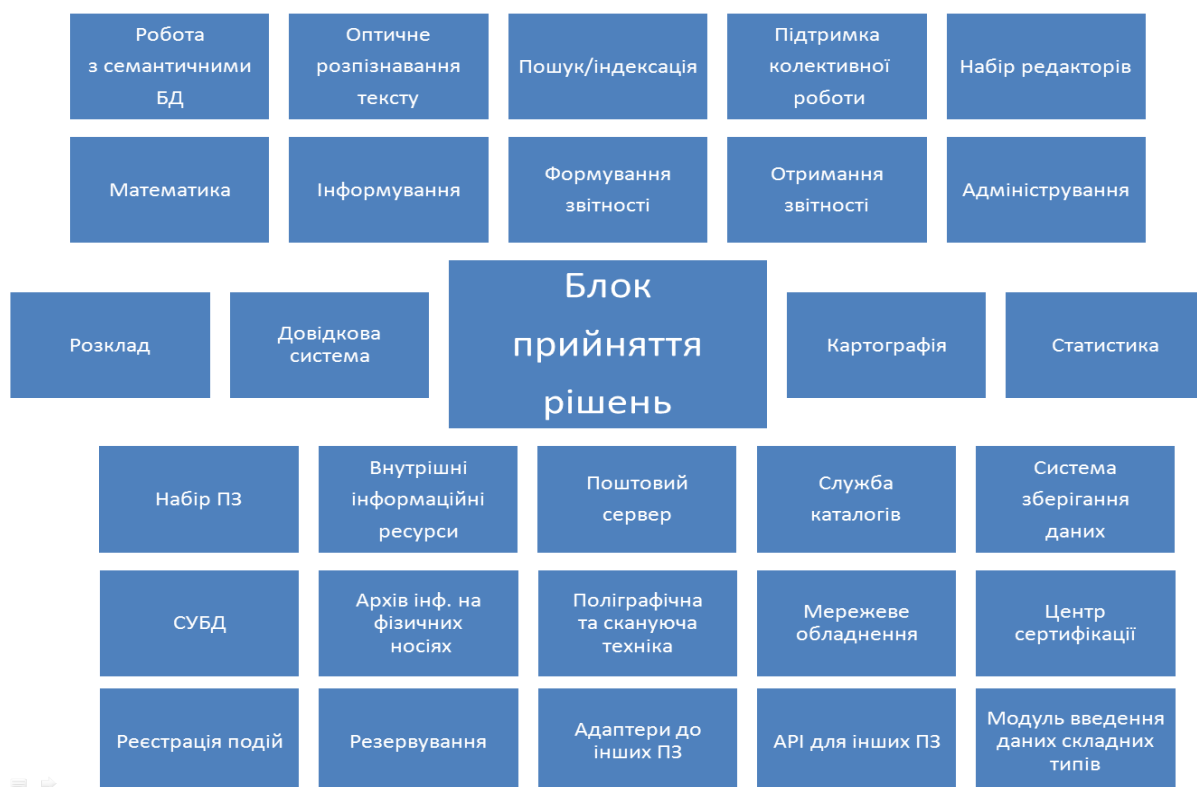 Робота
з семантичними
БД
Оптичне
розпізнавання
тексту
Пошук/індексація
Підтримка
колективної
роботи
Набір редакторів
Математика
Інформування
Формування
звітності
Отримання
звітності
Адміністрування
Розклад
Довідкова
система
Блок
прийняття
рішень
Картографія
Статистика
Набір ПЗ
Внутрішні
інформаційні
ресурси
Поштовий
сервер
Служба
каталогів
Система
зберігання
даних
СУБД
Архів інф. на
фізичних
носіях
Поліграфічна
та скануюча
техніка
Мережеве
обладнення
Центр
сертифікації
Реєстрація подій
Резервування
Адаптери до
інших ПЗ
АРІ для інших ПЗ
Модуль введення
даних складних
типів